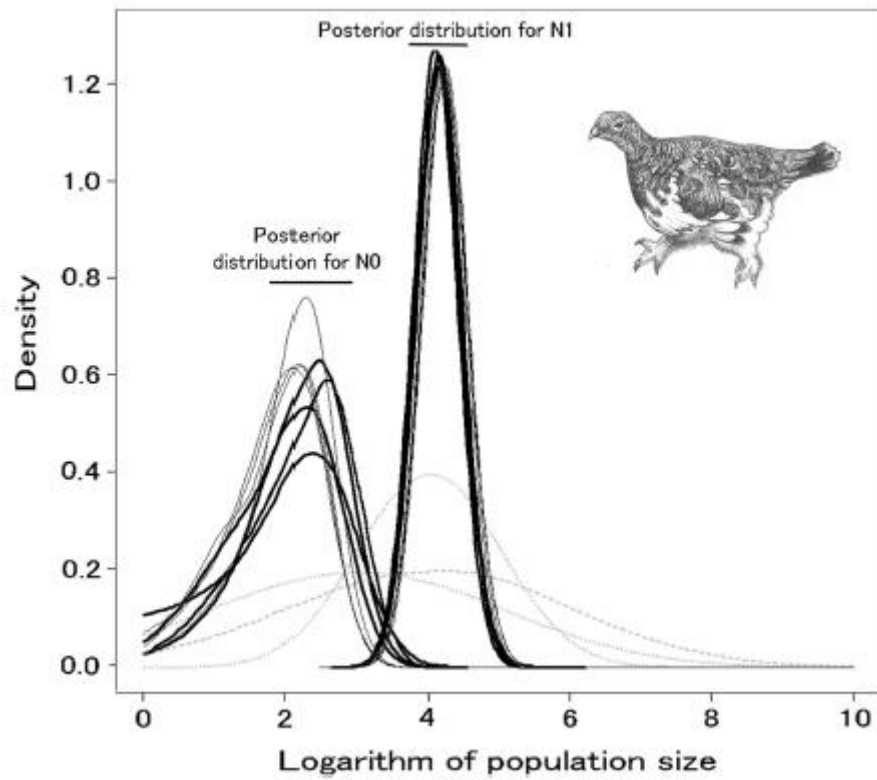 Posterior distribution for N1
1.2
1.0
Posterior
distribution for N0
0.8
Density
0.6
0.4
0.2
0.0
0 2 4 6 8 10
Logarithm of population size